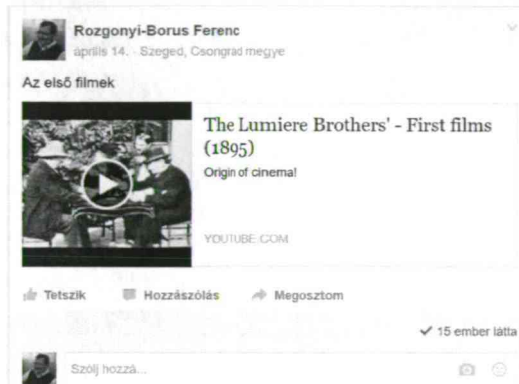 Rozgonyi-Borus Ferenc
április 14. · Szeged, Csongrad megye
Az első filmek
The Lumiere Brothers' - First films
(1895)
Origin of cinema!
YOUTUBE.COM
Tetszik Hozzászólás Megosztom
15 ember látta
Szólj hozzá...